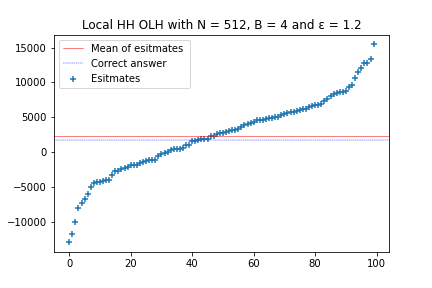 Local HH OLH with N = 512, B = 4 and ε = 1.2
Mean of esitmates
Correct answer
Esitmates
15000
10000
5000
0
−5000
−10000
0 20 40 60 80 100